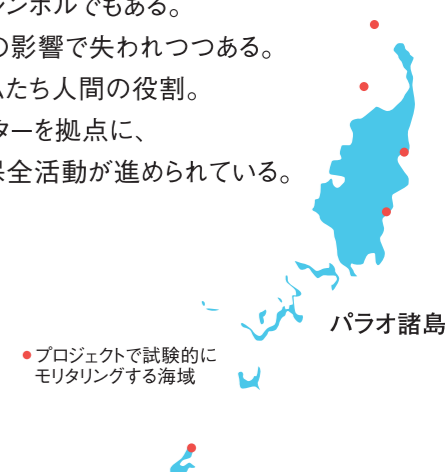 ンボルでもある。
の影響で失われつつある。
たち人間の役割。
ターを拠点に、
全活動が進められている。
パラオ諸島
プロジェクトで試験的に
モリタリングする海域